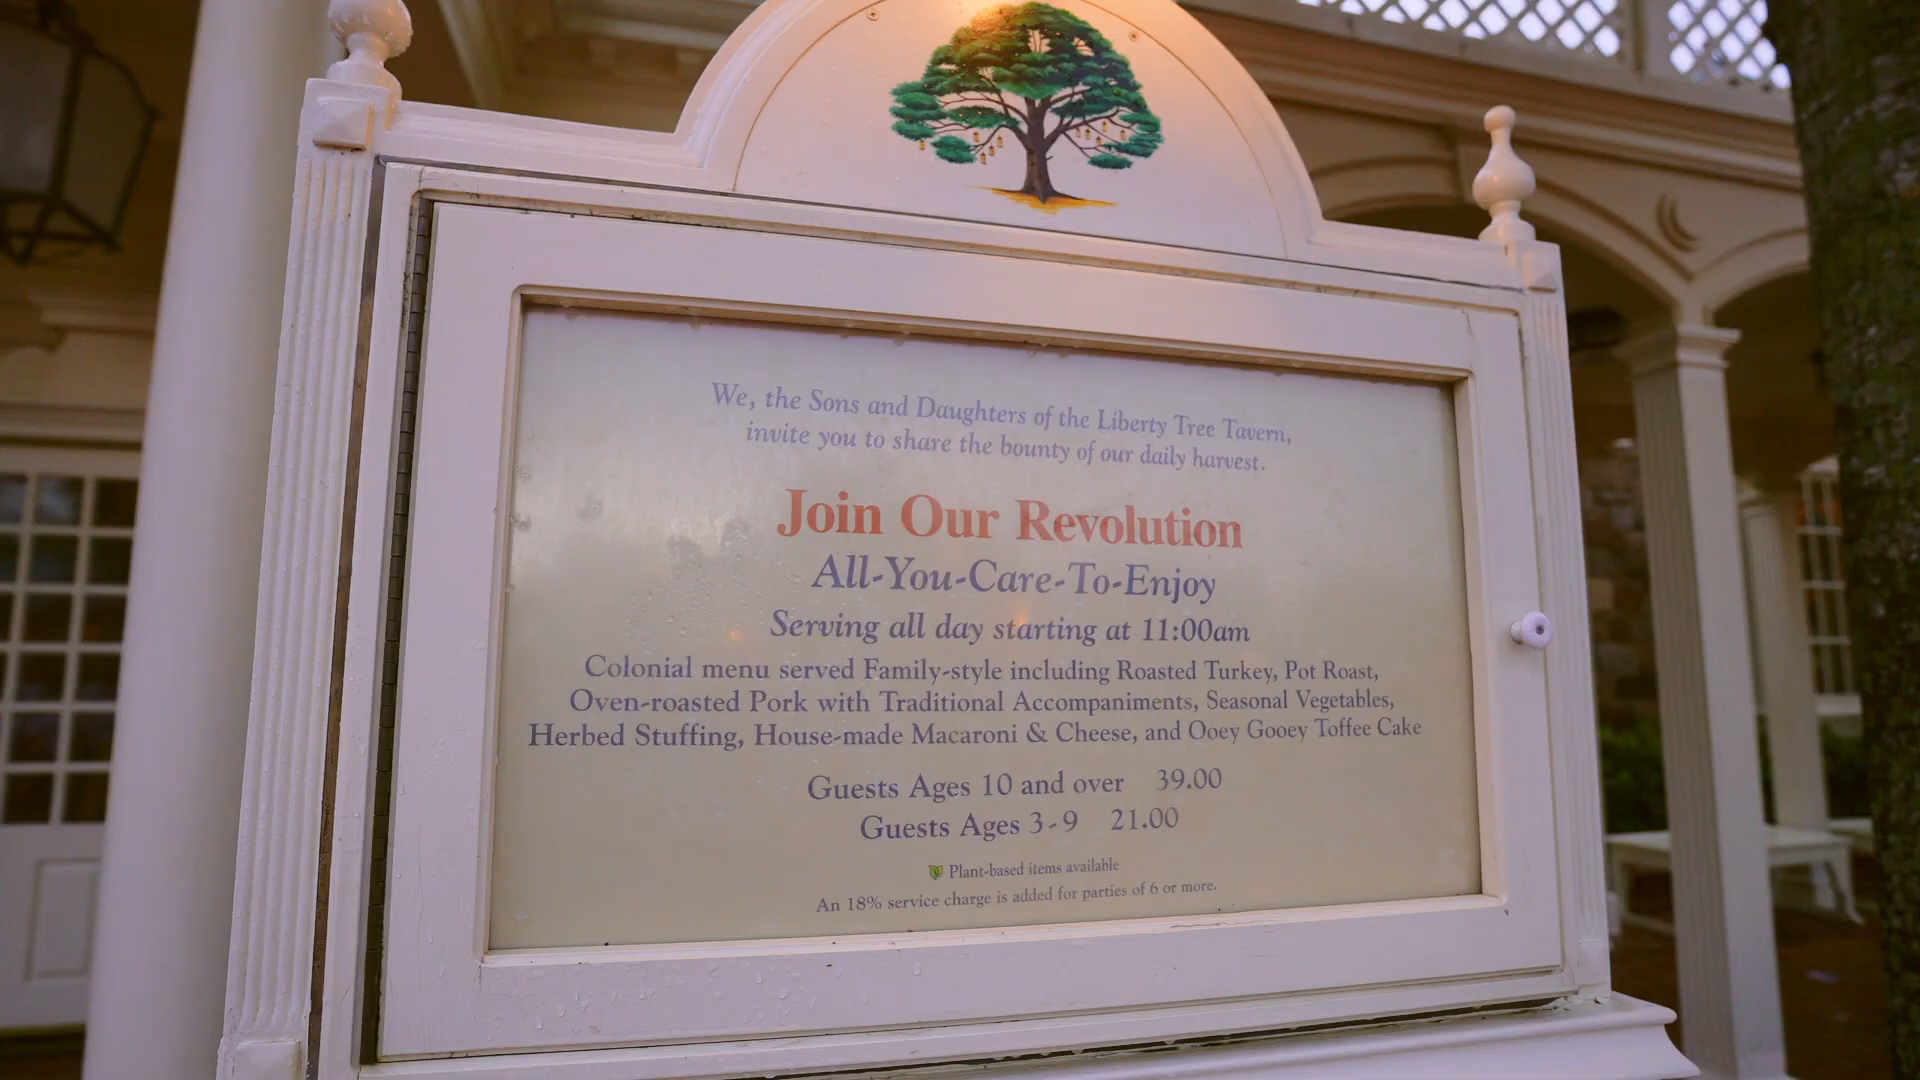 We, the Sons and Daughters of the Liberty Tree Tavern,
invite you to share the bounty of our daily harvest.
Join Our Revolution
All-You-Care-To-Enjoy
Serving all day starting at 11:00am
Colonial menu served Family-style including Roasted Turkey, Pot Roast,
Oven-roasted Pork with Traditional Accompaniments, Seasonal Vegetables,
Herbed Stuffing, House-made Macaroni & Cheese, and Ooey Gooey Toffee Cake
Guests Ages 10 and over 39.00
Guests Ages 3-9 21.00
Plant-based items available
An 18% service charge is added for parties of 6 or more.